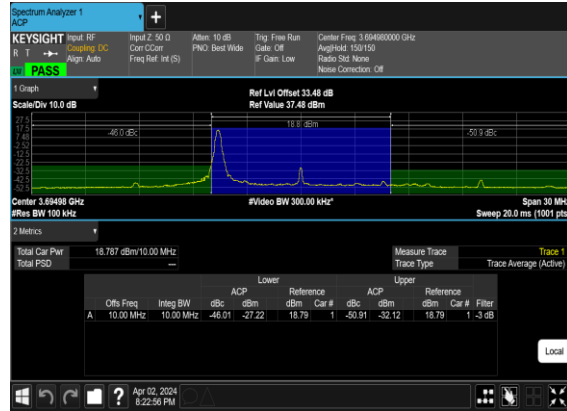 Spectrum Analyzer 1
ACP
+
KEYSIGHT Input: RF Input Z: 50 Ω Atten: 10 dB Trig: Free Run Center Freq: 3.694980000 GHz
R T Coupling: DC Corr CCorr PNO: Best Wide Gate: Off Avg|Hold: 150/150
Align: Auto Freq Ref: Int (S) IF Gain: Low Radio Std: None
PASS Noise Correction: Off
1 Graph Ref Lvl Offset 33.48 dB
Scale/Div 10.0 dB Ref Value 37.48 dBm
27.5
17.5 18.8 dBm
7.48 -46.0 dBc -50.9 dBc
-2.52
-12.5
-22.5
-32.5
-42.5
-52.5
Center 3.69498 GHz #Video BW 300.00 kHz* Span 30 MHz
#Res BW 100 kHz Sweep 20.0 ms (1001 pts)
2 Metrics
Total Car Pwr 18.787 dBm/10.00 MHz Measure Trace Trace 1
Total PSD --- Trace Type Trace Average (Active)
Lower Upper
ACP Reference ACP Reference
Offs Freq Integ BW dBc dBm dBm Car # dBc dBm dBm Car # Filter
A 10.00 MHz 10.00 MHz -46.01 -27.22 18.79 1 -50.91 -32.12 18.79 1 -3 dB
Local
? Apr 02, 2024
8:22:56 PM